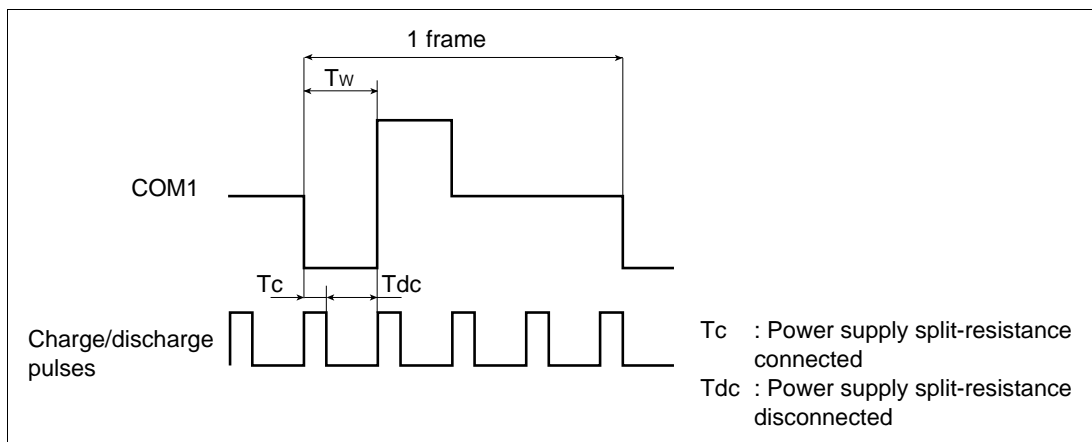 1 frame
Tw
COM1
Tc
Tdc
Charge/discharge
pulses
Tc : Power supply split-resistance
connected
Tdc : Power supply split-resistance
disconnected